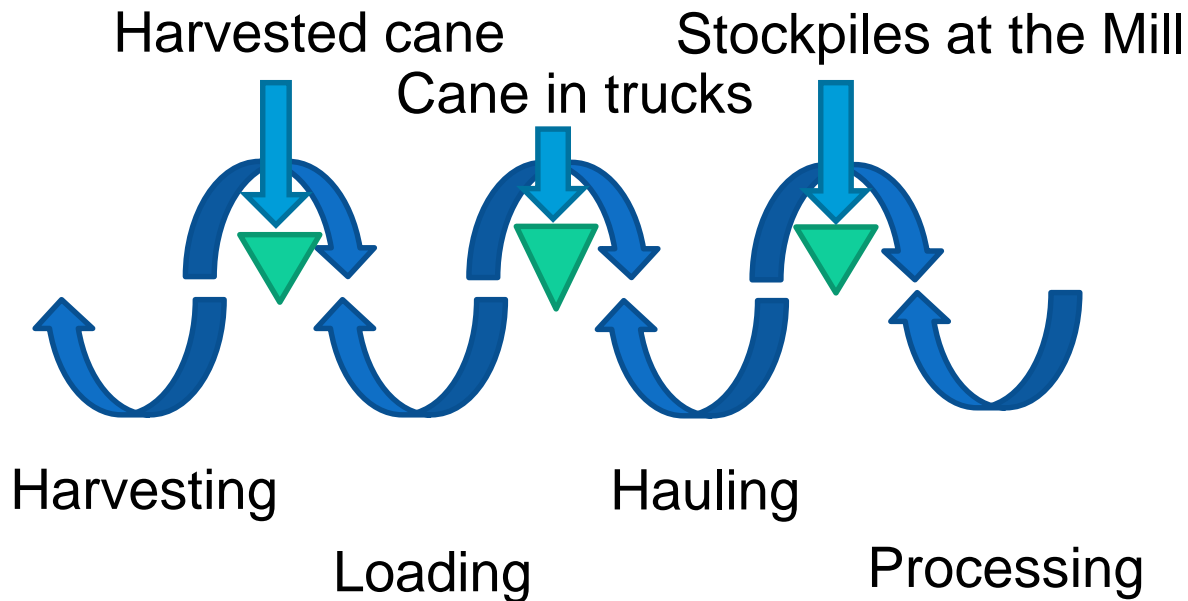 Harvested cane
Stockpiles at the Mill
Cane in trucks
Harvesting
Hauling
Loading
Processing